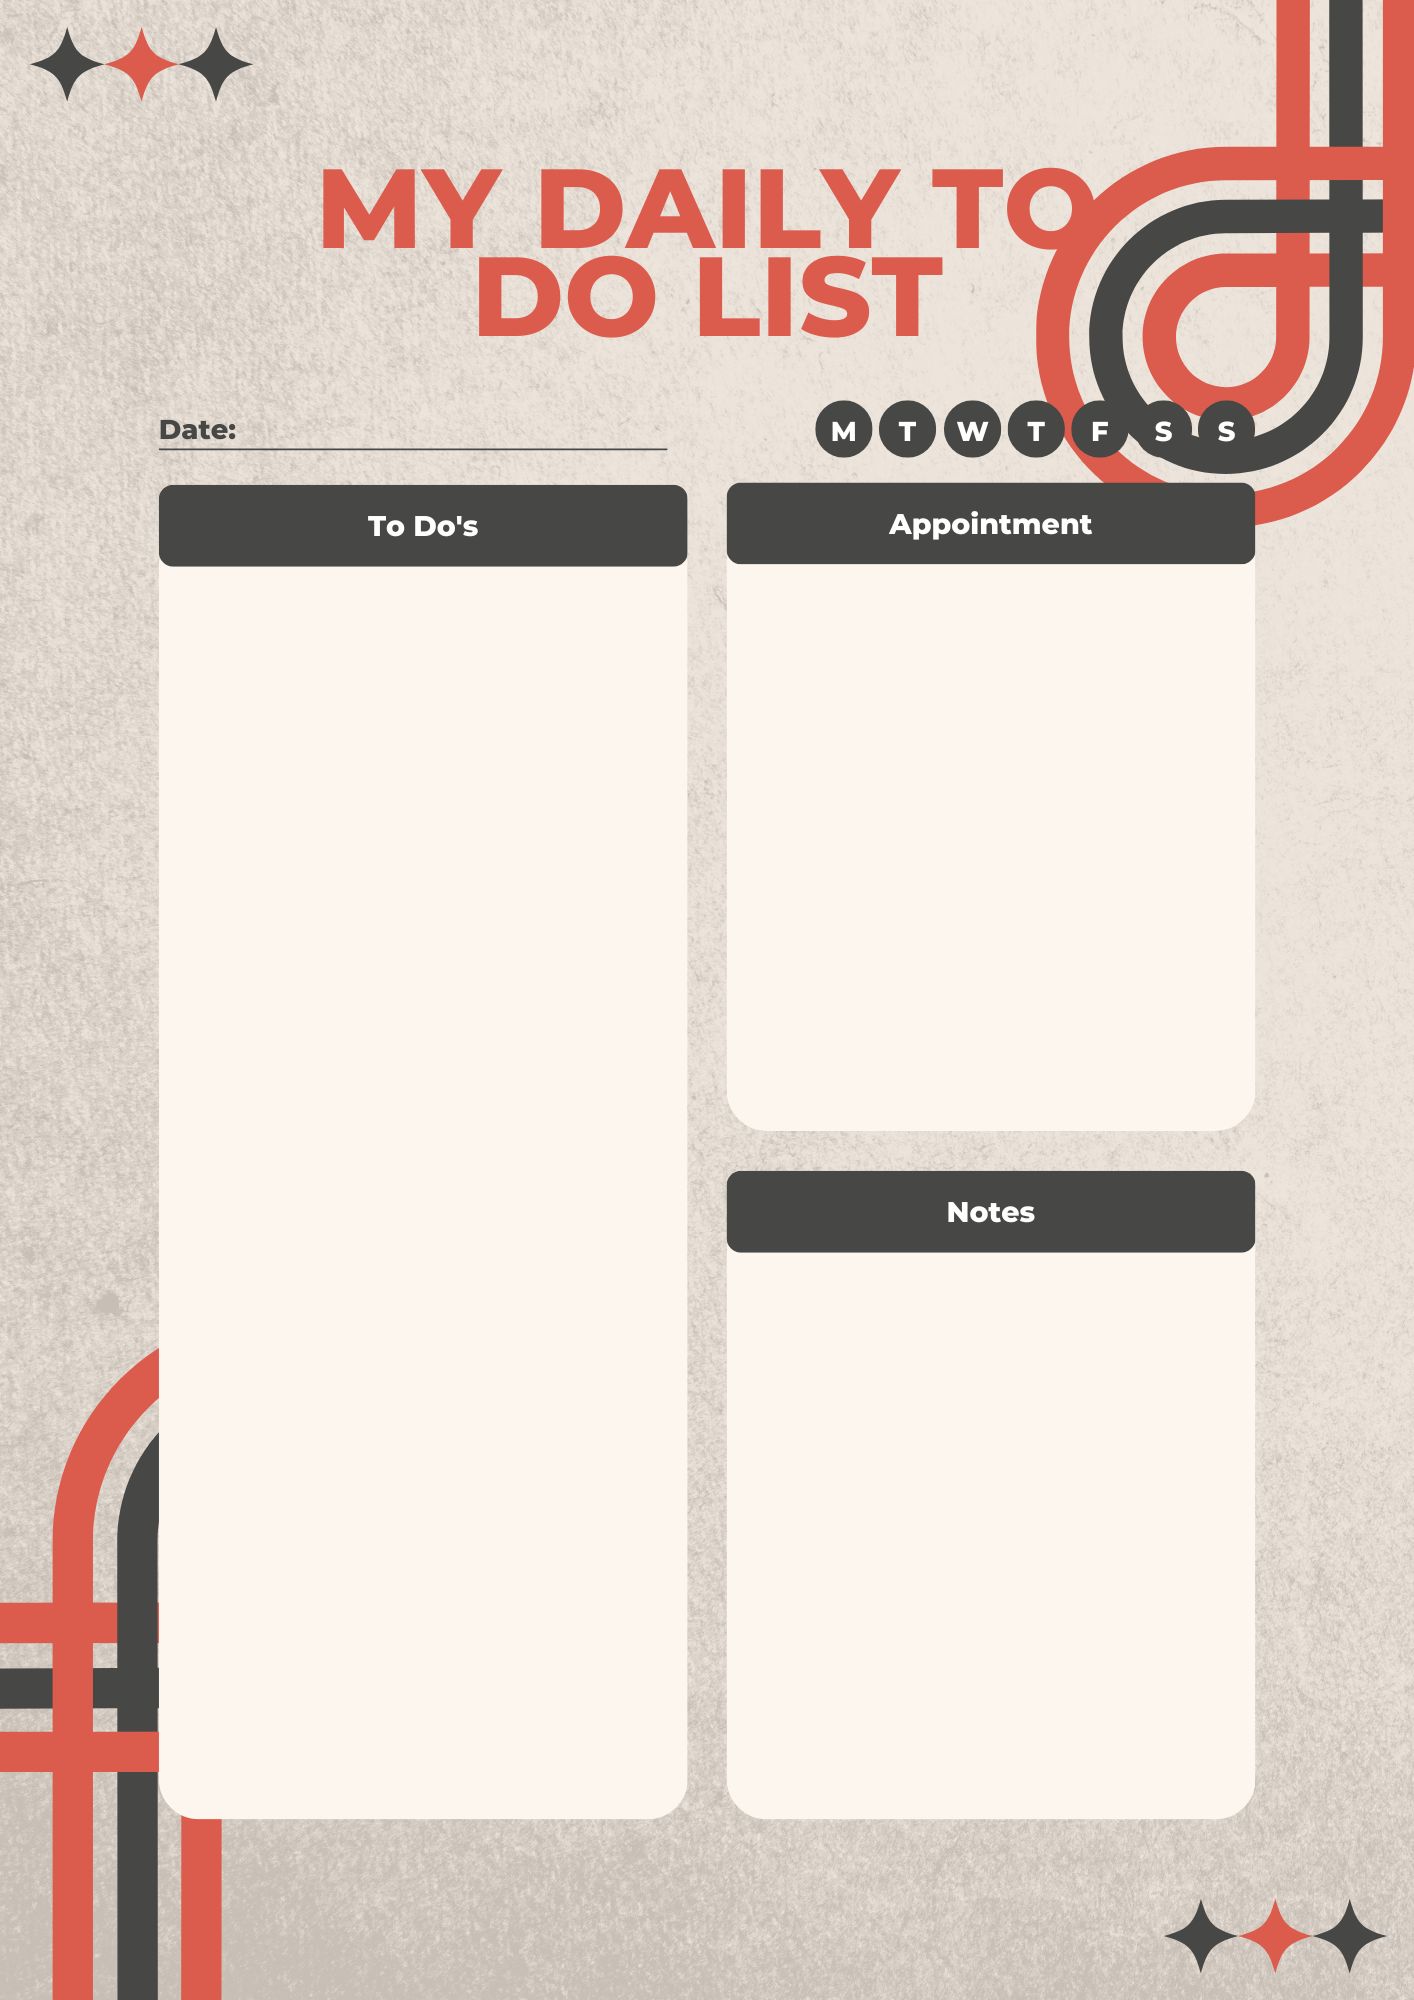 MY DAILY TO
DO LIST
Date:
M T W T F S S
To Do's
Appointment
Notes